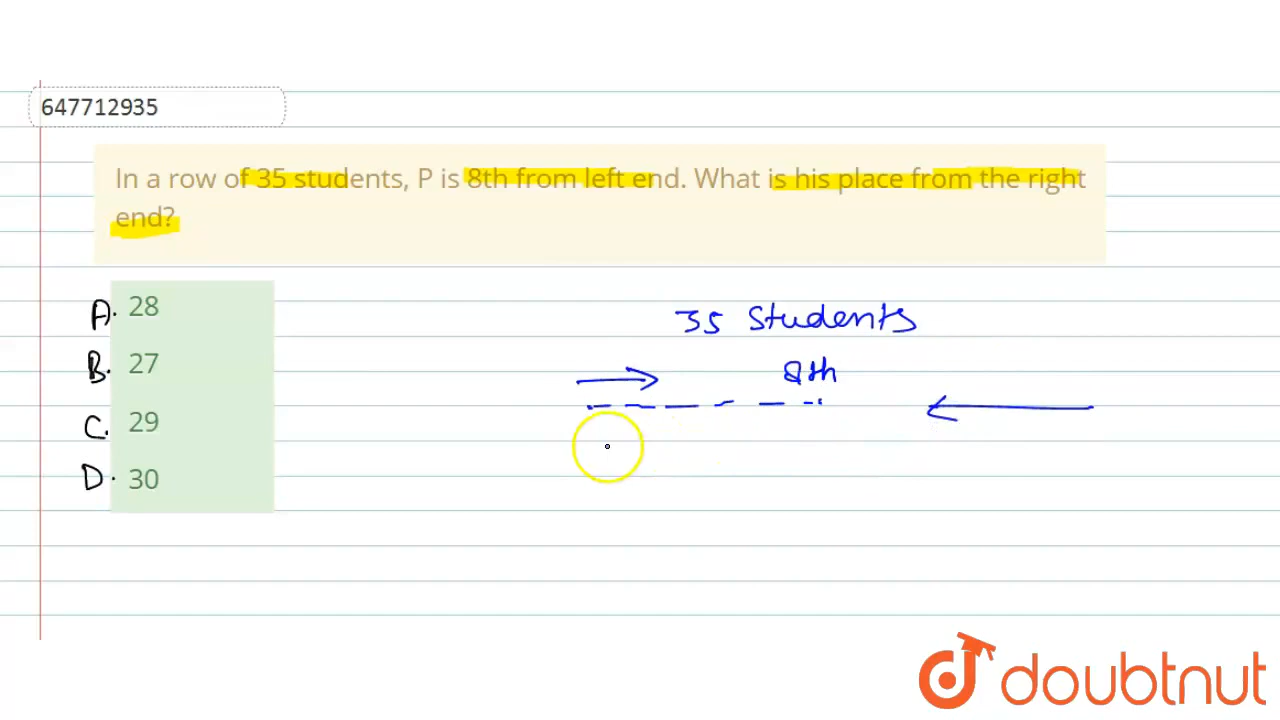 647712935
In a row of 35 students, P is 8th from left end. What is his place from the right
end?
A. 28
B. 27
C. 29
D. 30
35 students
8th
doubtnut